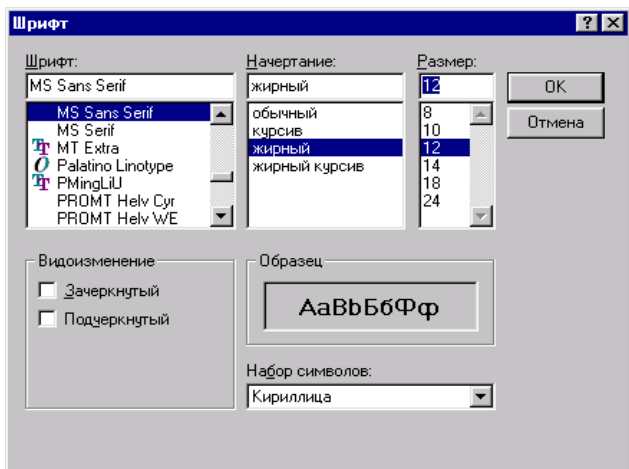 Шрифт
Шрифт:
MS Sans Serif
MS Sans Serif
MS Serif
MT Extra
Palatino Linotype
PMingLiU
PROMT Helv Cyr
PROMT Helv WE
Начертание:
жирный
обычный
курсив
жирный
жирный курсив
Размер:
12
8
10
12
14
18
24
OK
Отмена
Видоизменение
Зачеркнутый
Подчеркнутый
Образец
АаВbБбФф
Набор символов:
Кириллица